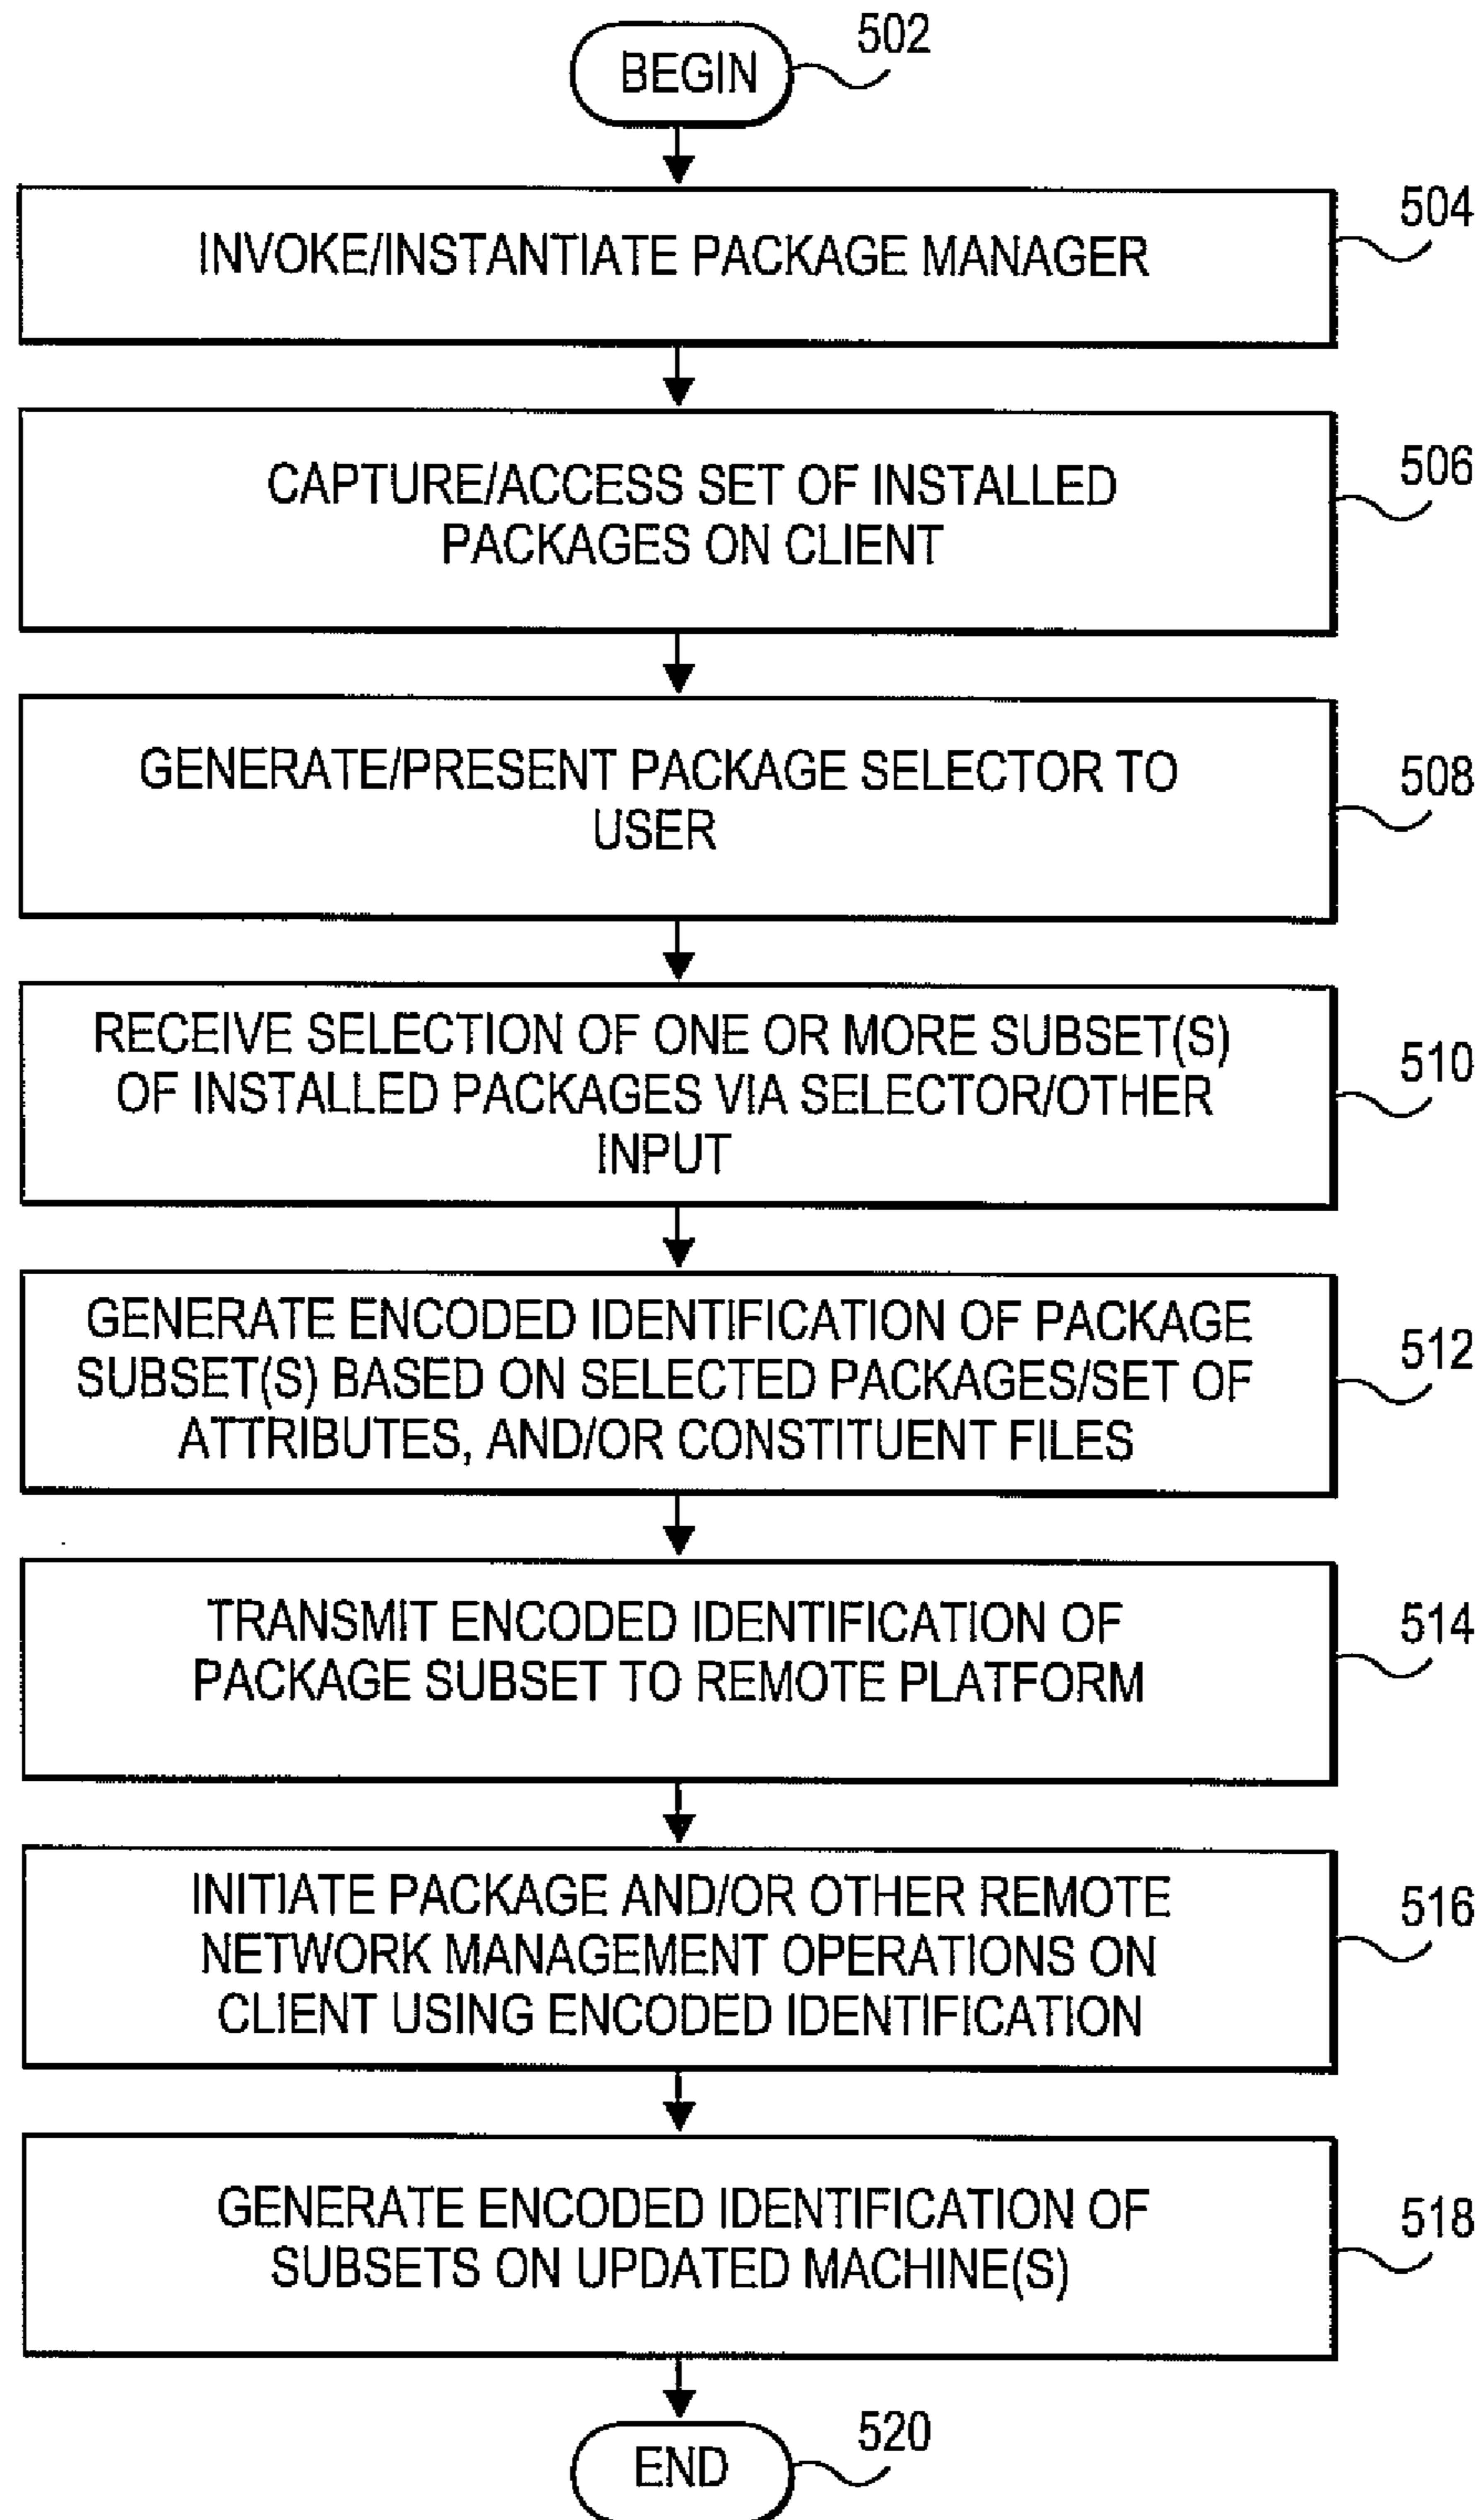 BEGIN
502
INVOKE/INSTANTIATE PACKAGE MANAGER
504
CAPTURE/ACCESS SET OF INSTALLED
PACKAGES ON CLIENT
506
GENERATE/PRESENT PACKAGE SELECTOR TO
USER
508
RECEIVE SELECTION OF ONE OR MORE SUBSET(S)
OF INSTALLED PACKAGES VIA SELECTOR/OTHER
INPUT
510
GENERATE ENCODED IDENTIFICATION OF PACKAGE
SUBSET(S) BASED ON SELECTED PACKAGES/SET OF
ATTRIBUTES, AND/OR CONSTITUENT FILES
512
TRANSMIT ENCODED IDENTIFICATION OF
PACKAGE SUBSET TO REMOTE PLATFORM
514
INITIATE PACKAGE AND/OR OTHER REMOTE
NETWORK MANAGEMENT OPERATIONS ON
CLIENT USING ENCODED IDENTIFICATION
516
GENERATE ENCODED IDENTIFICATION OF
SUBSETS ON UPDATED MACHINE(S)
518
END
520